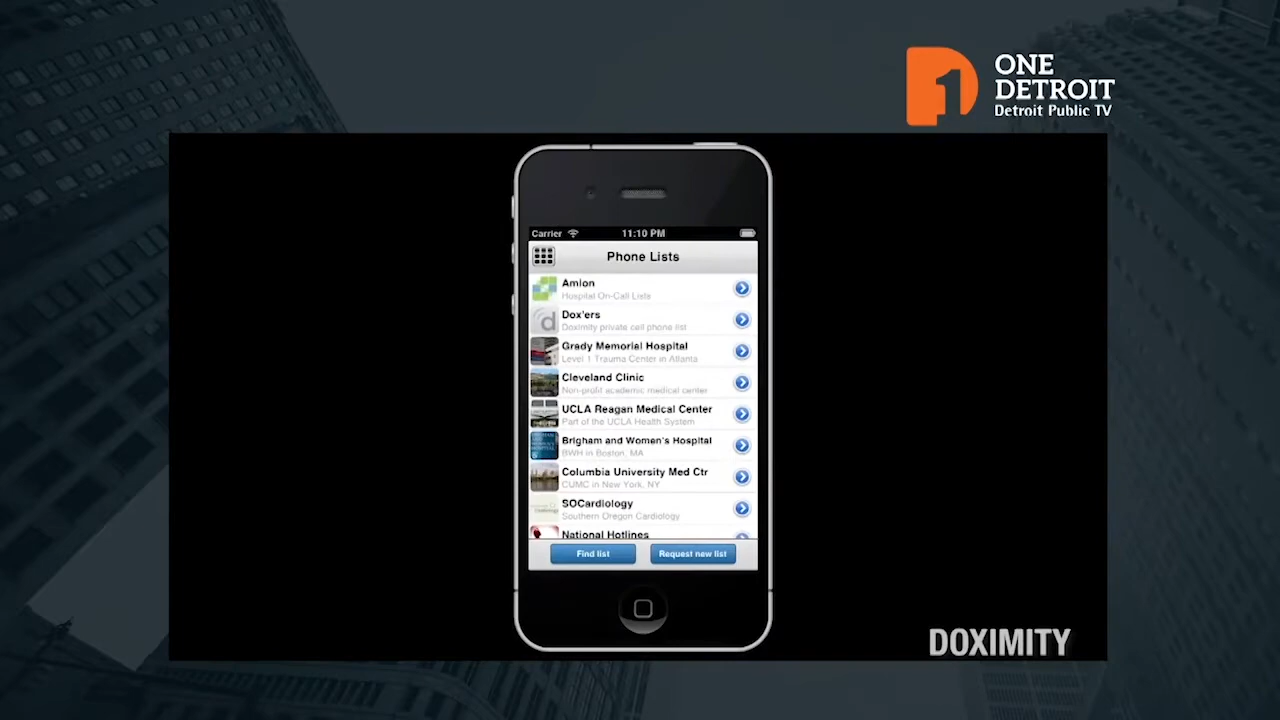 ONE
DETROIT
Detroit Public TV
Carrier
11:10 PM
Phone Lists
Amion
Hospital On-Call Lists
Dox'ers
Doximity private cell phone list
Grady Memorial Hospital
Level 1 Trauma Center in Atlanta
Cleveland Clinic
Non-profit academic medical center
UCLA Reagan Medical Center
Part of the UCLA Health System
Brigham and Women's Hospital
BWH in Boston, MA
Columbia University Med Ctr
CUMC in New York, NY
SOCardiology
Southern Oregon Cardiology
National Hotlines
Find list
Request new list
DOXIMITY